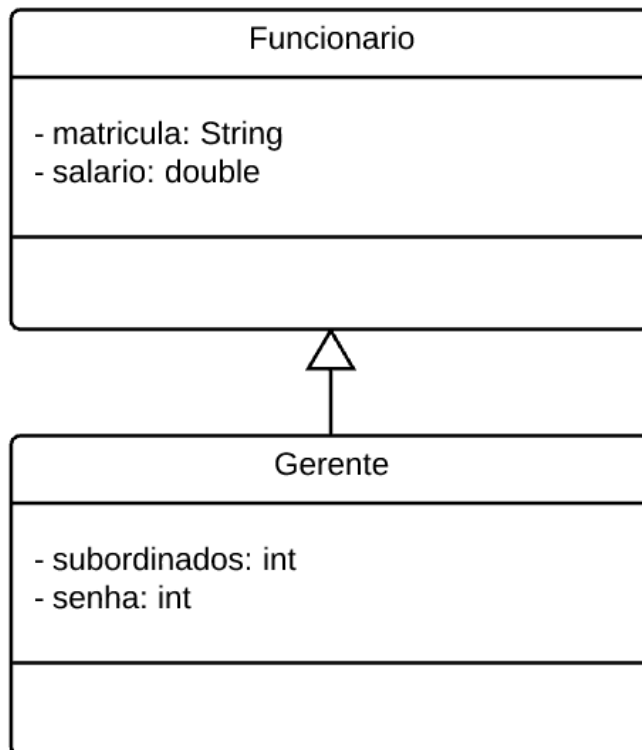 Funcionario
- matricula: String
- salario: double
Gerente
- subordinados: int
- senha: int